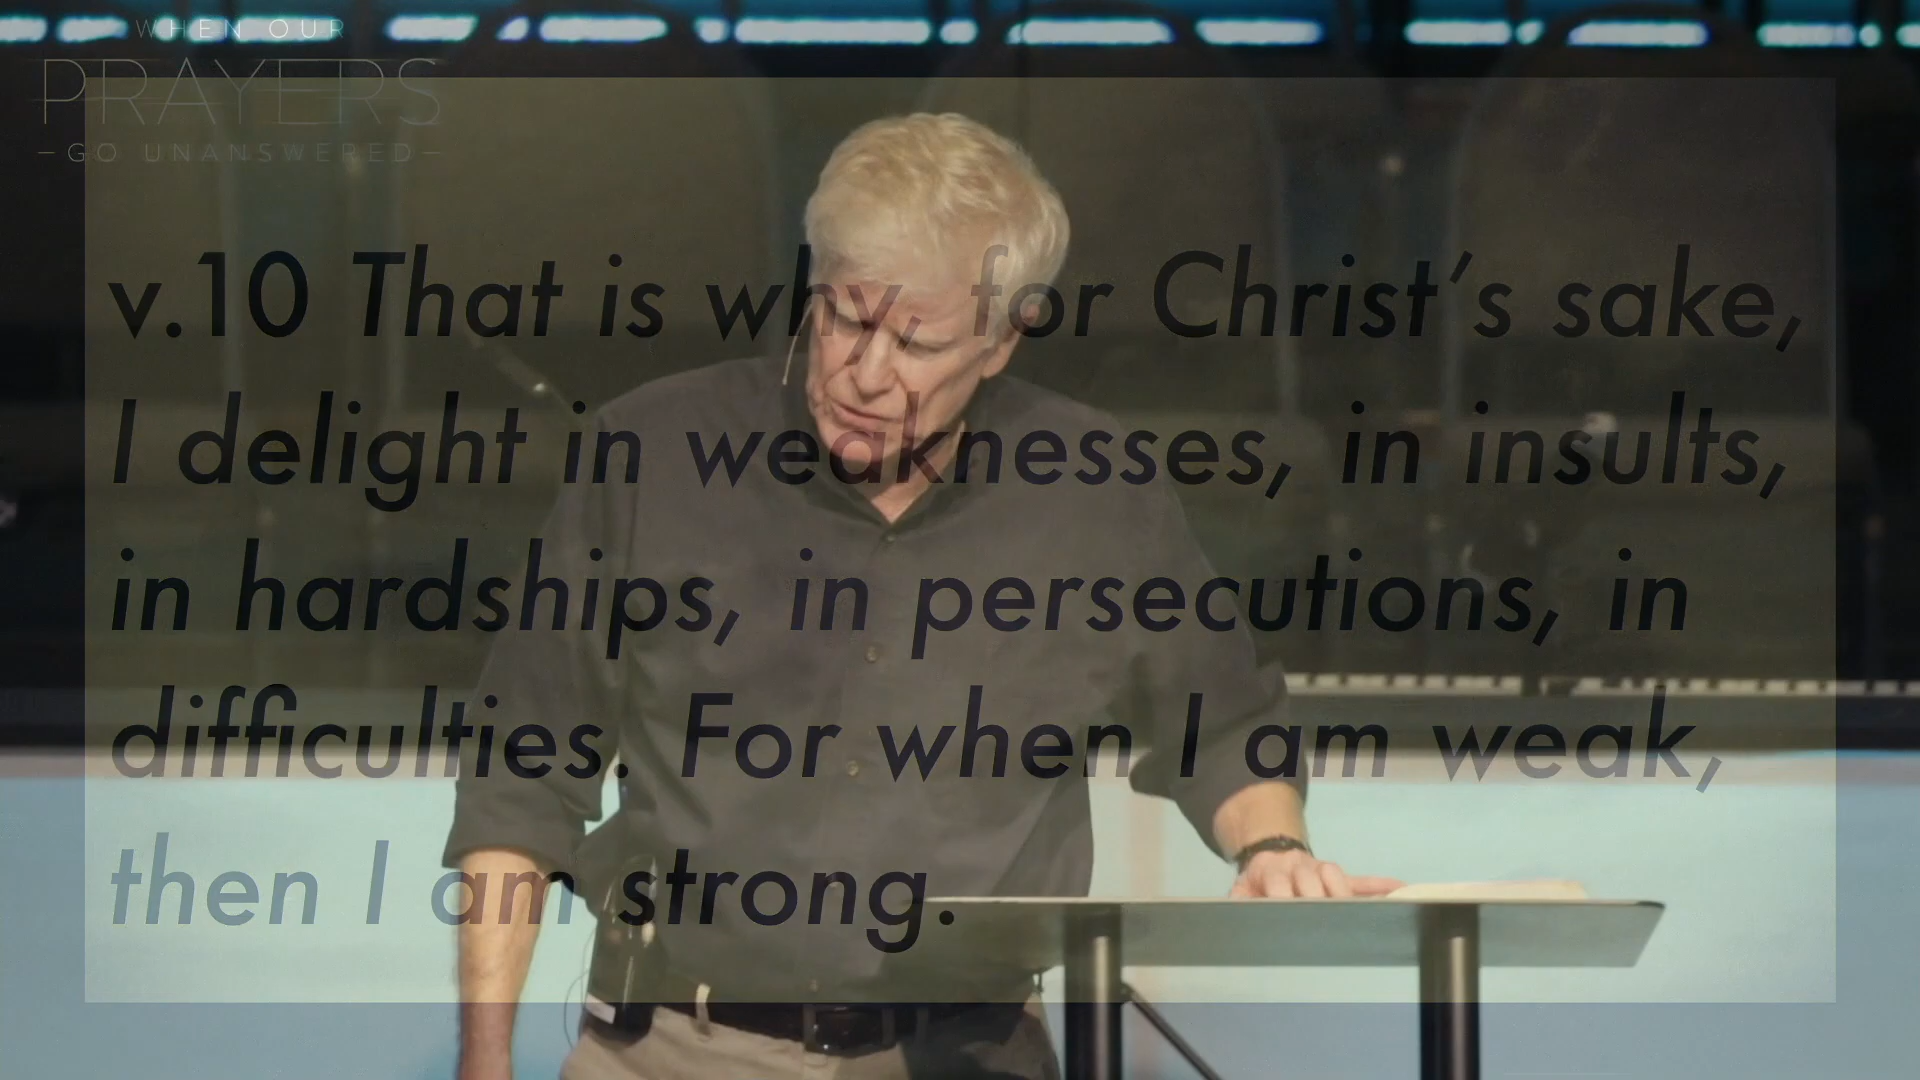 WHEN OUR
PRAYERS
GO UNANSWERED
v.10 That is why, for Christ’s sake,
I delight in weaknesses, in insults,
in hardships, in persecutions, in
difficulties. For when I am weak,
then I am strong.